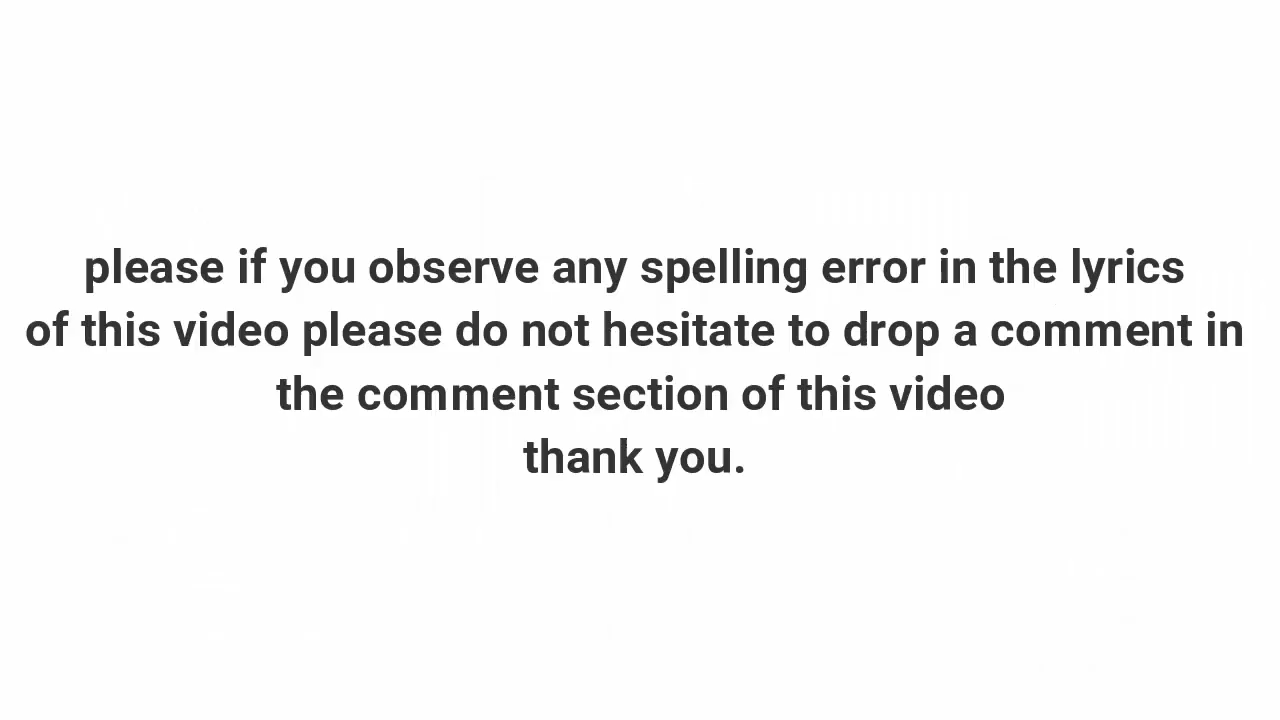 please if you observe any spelling error in the lyrics
of this video please do not hesitate to drop a comment in
the comment section of this video
thank you.